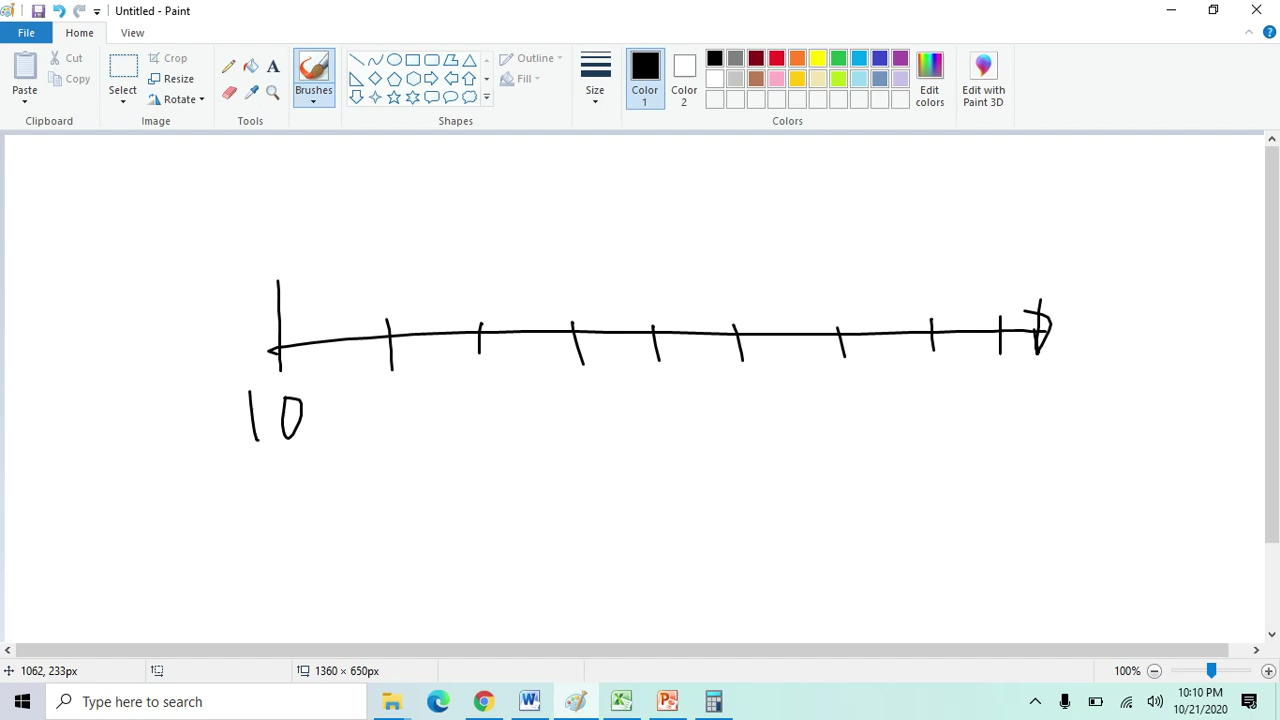 Untitled - Paint
File Home View
Paste
Cut
Copy
Clipboard
Select
Crop
Resize
Rotate
Image
Tools
Brushes
Shapes
Outline
Fill
Size
Color 1
Color 2
Edit colors
Edit with Paint 3D
Colors
10
1062, 233px
1360 × 650px
100%
Type here to search
10:10 PM
10/21/2020